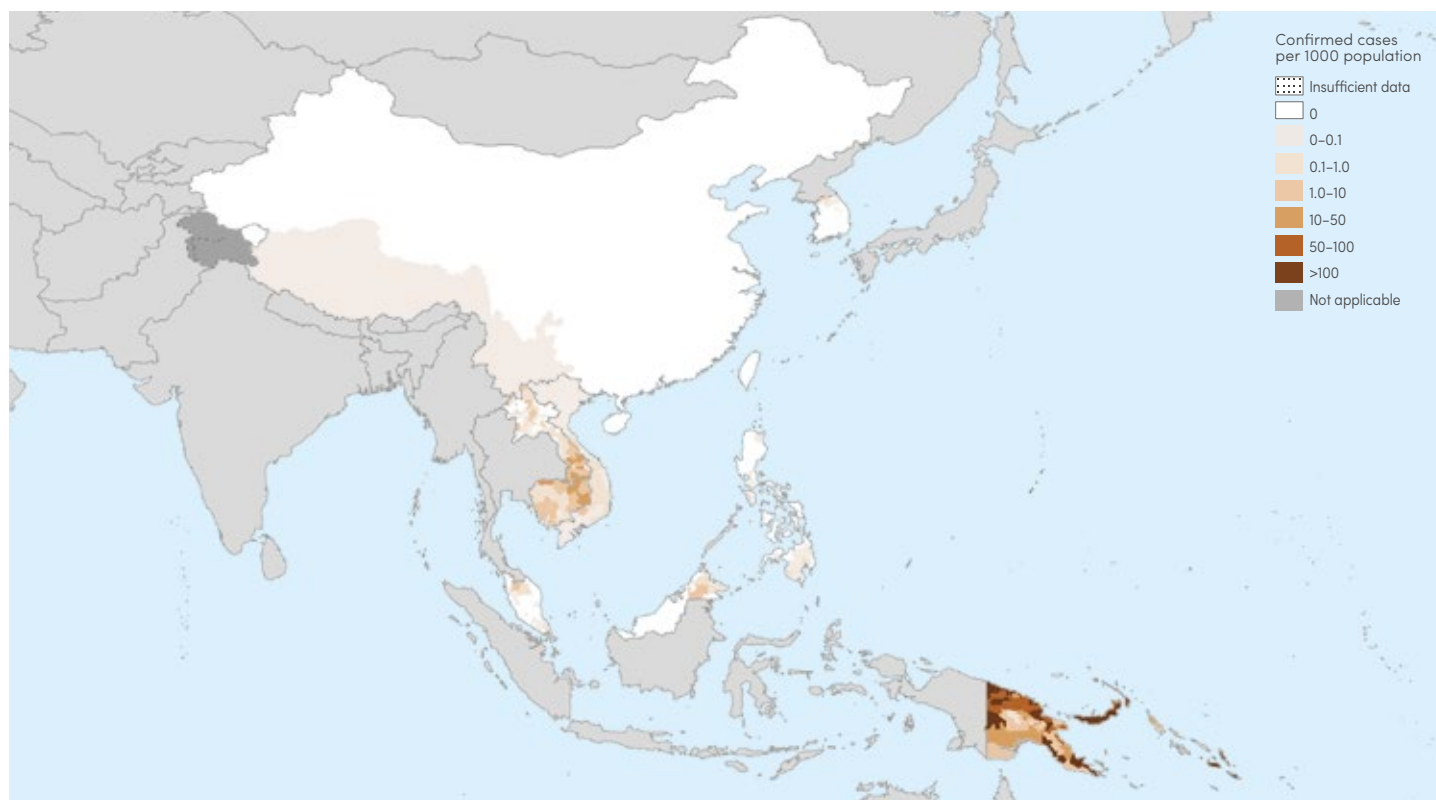 Confirmed cases
per 1000 population
Insufficient data
0
0–0.1
0.1–1.0
1.0–10
10–50
50–100
>100
Not applicable